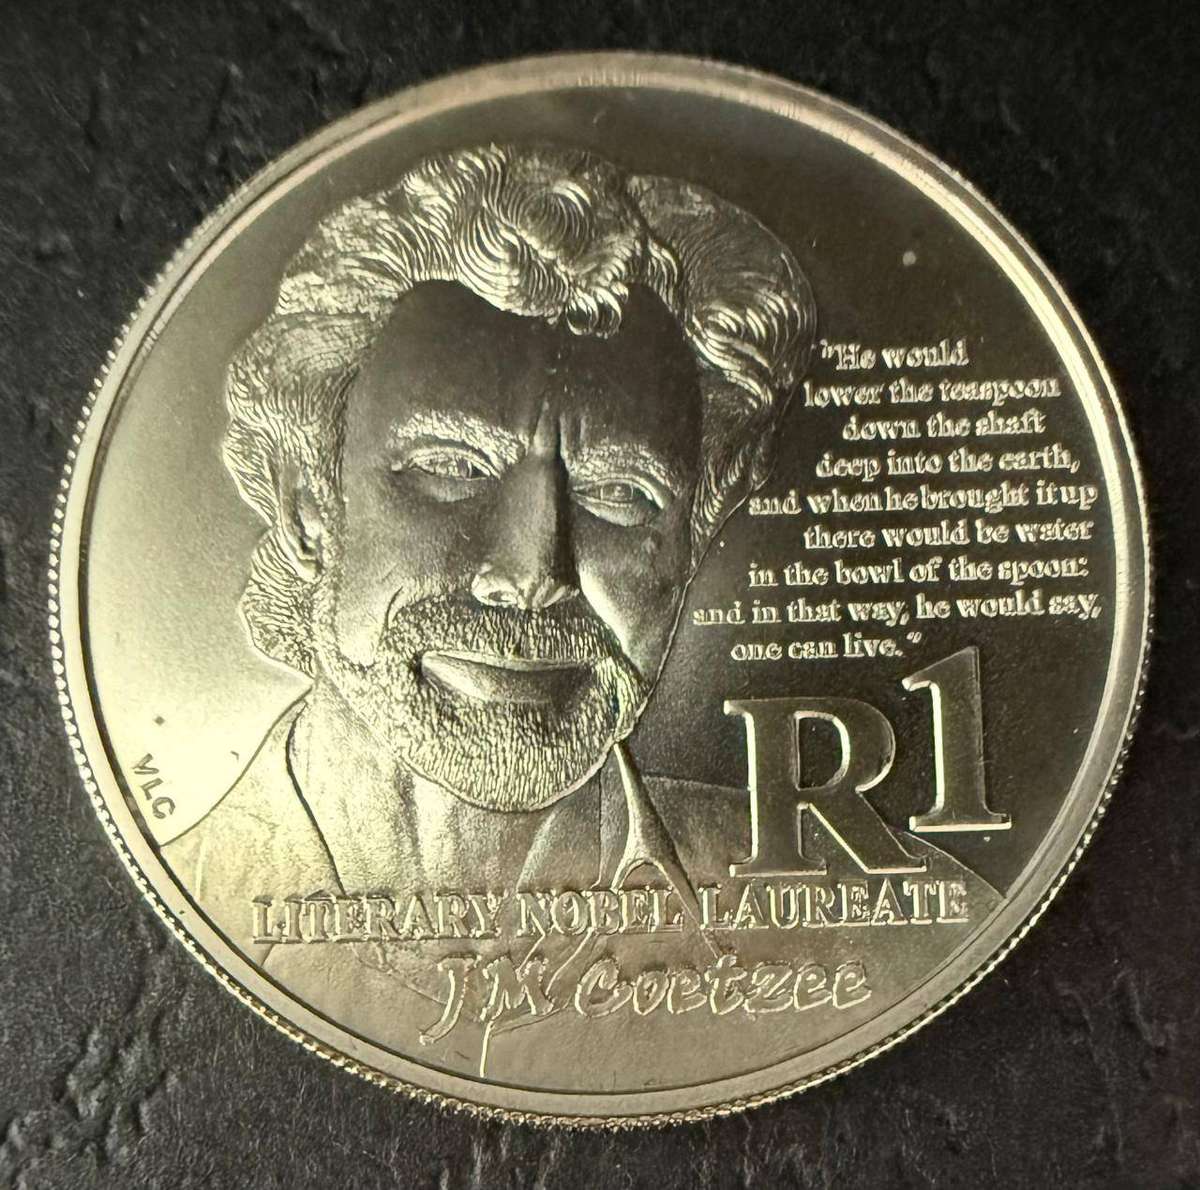 "He would
lower the teaspoon
down the shaft
deep into the earth,
and when he brought it up
there would be water
in the bowl of the spoon:
and in that way, he would say,
one can live."
R1
VLC
LITERARY NOBEL LAUREATE
JM Coetzee